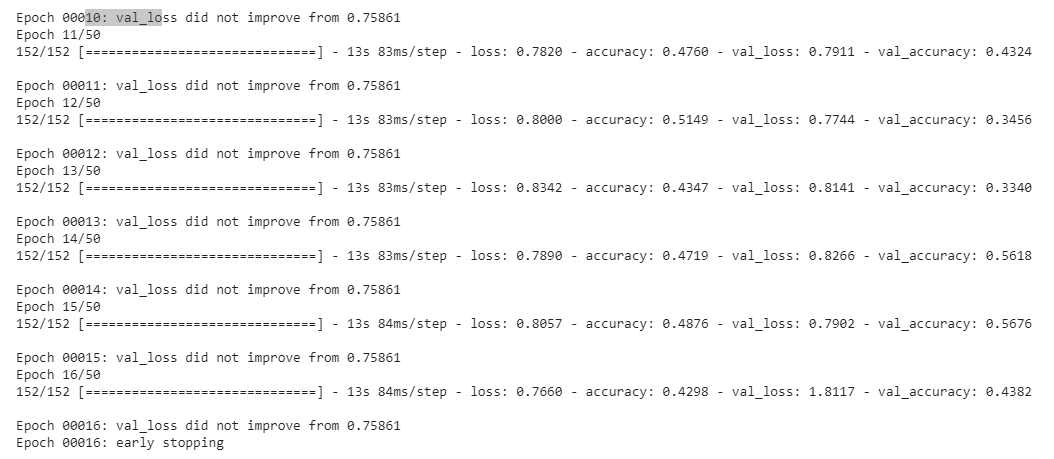 Epoch 00010: val_loss did not improve from 0.75861
Epoch 11/50
152/152 [==============================] - 13s 83ms/step - loss: 0.7820 - accuracy: 0.4760 - val_loss: 0.7911 - val_accuracy: 0.4324
Epoch 00011: val_loss did not improve from 0.75861
Epoch 12/50
152/152 [==============================] - 13s 83ms/step - loss: 0.8000 - accuracy: 0.5149 - val_loss: 0.7744 - val_accuracy: 0.3456
Epoch 00012: val_loss did not improve from 0.75861
Epoch 13/50
152/152 [==============================] - 13s 83ms/step - loss: 0.8342 - accuracy: 0.4347 - val_loss: 0.8141 - val_accuracy: 0.3340
Epoch 00013: val_loss did not improve from 0.75861
Epoch 14/50
152/152 [==============================] - 13s 83ms/step - loss: 0.7890 - accuracy: 0.4719 - val_loss: 0.8266 - val_accuracy: 0.5618
Epoch 00014: val_loss did not improve from 0.75861
Epoch 15/50
152/152 [==============================] - 13s 84ms/step - loss: 0.8057 - accuracy: 0.4876 - val_loss: 0.7902 - val_accuracy: 0.5676
Epoch 00015: val_loss did not improve from 0.75861
Epoch 16/50
152/152 [==============================] - 13s 84ms/step - loss: 0.7660 - accuracy: 0.4298 - val_loss: 1.8117 - val_accuracy: 0.4382
Epoch 00016: val_loss did not improve from 0.75861
Epoch 00016: early stopping